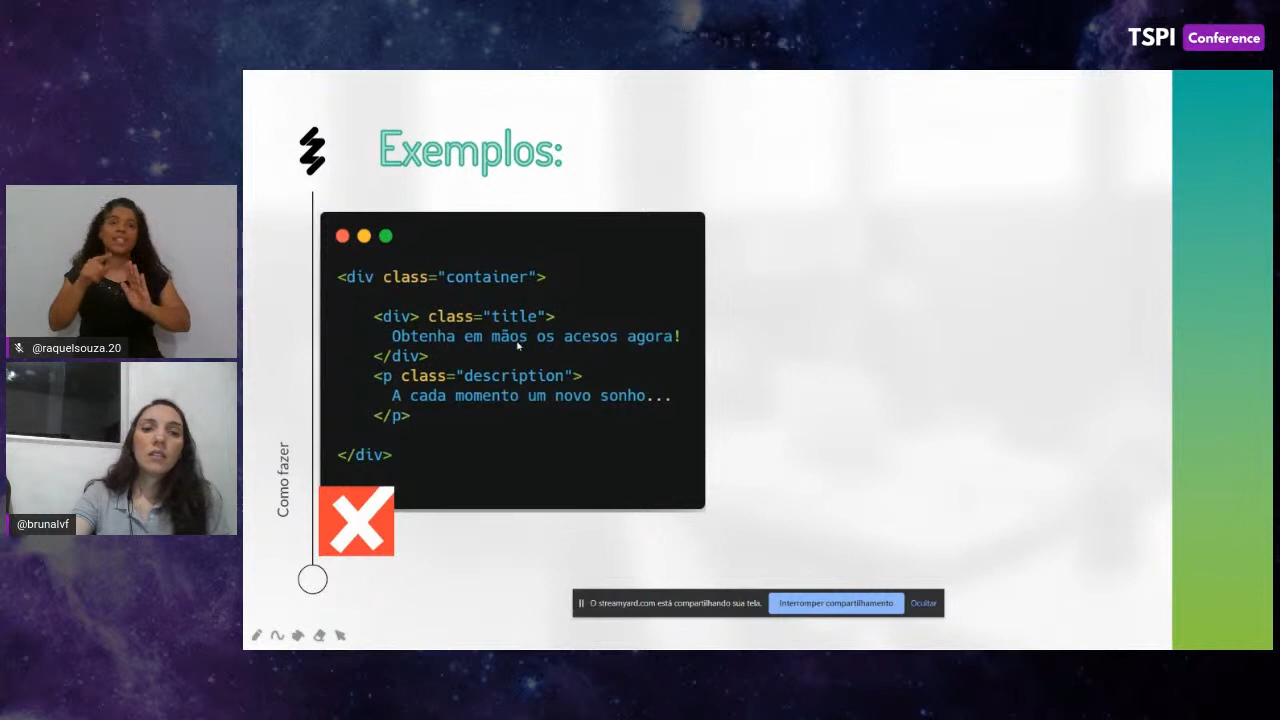 TSPI Conference
Exemplos:
<div class="container">
<div> class="title">
Obtenha em mãos os acesos agora!
</div>
<p class="description">
A cada momento um novo sonho...
</p>
</div>
Como fazer
@raquelsouza.20
@brunalvf
O streamyard.com está compartilhando sua tela.
Interromper compartilhamento
Ocultar